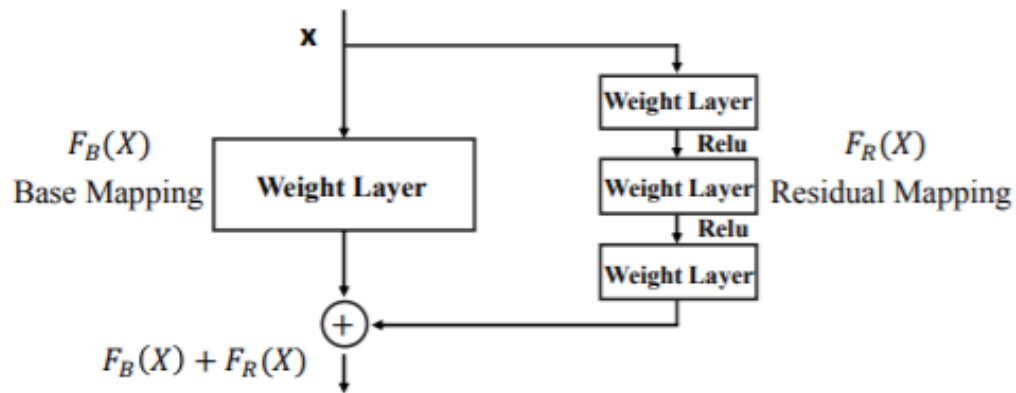 x
Weight Layer
Relu
F_B(X)
F_R(X)
Base Mapping
Weight Layer
Weight Layer
Residual Mapping
Relu
Weight Layer
+
F_B(X) + F_R(X)